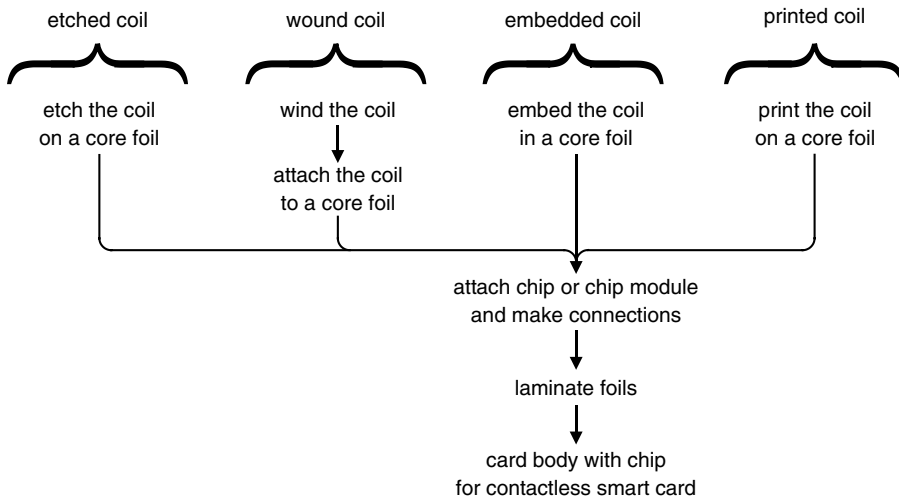 etched coil
wound coil
embedded coil
printed coil
etch the coil
on a core foil
wind the coil
embed the coil
in a core foil
print the coil
on a core foil
attach the coil
to a core foil
attach chip or chip module
and make connections
laminate foils
card body with chip
for contactless smart card